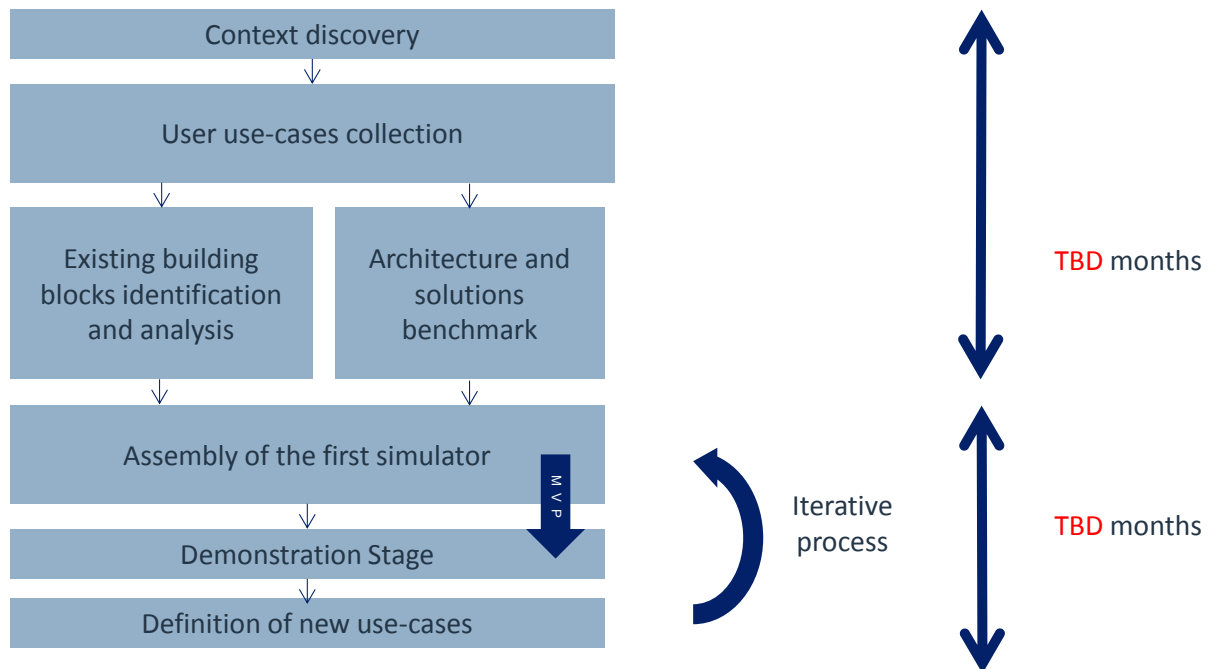 Context discovery
User use-cases collection
Existing building
blocks identification
and analysis
Architecture and
solutions
benchmark
TBD months
Assembly of the first simulator
MVP
Iterative
process
TBD months
Demonstration Stage
Definition of new use-cases